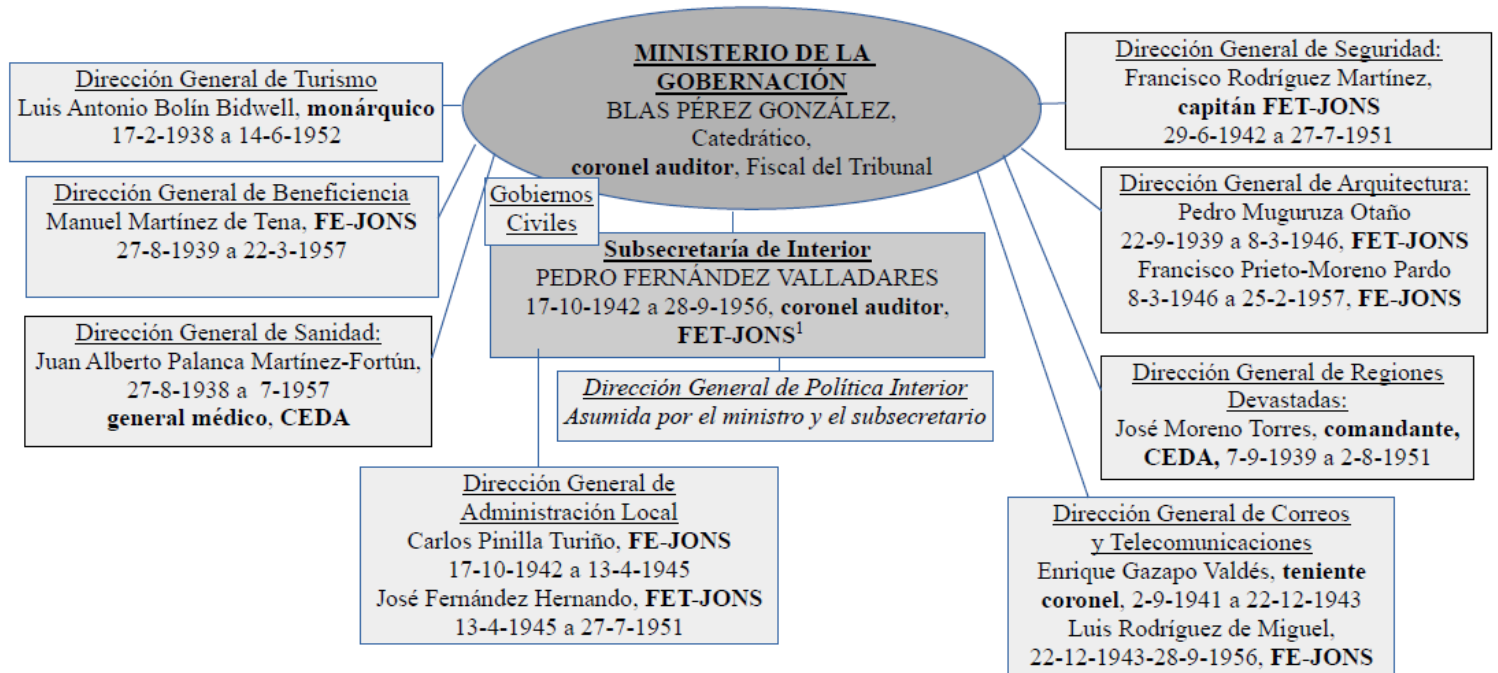 MINISTERIO DE LA
GOBERNACIÓN
BLAS PÉREZ GONZÁLEZ,
Catedrático,
coronel auditor, Fiscal del Tribunal
Dirección General de Turismo
Luis Antonio Bolín Bidwell, monárquico
17-2-1938 a 14-6-1952
Dirección General de Beneficiencia
Manuel Martínez de Tena, FE-JONS
27-8-1939 a 22-3-1957
Dirección General de Sanidad:
Juan Alberto Palanca Martínez-Fortún,
27-8-1938 a 7-1957
general médico, CEDA
Gobiernos
Civiles
Subsecretaría de Interior
PEDRO FERNÁNDEZ VALLADARES
17-10-1942 a 28-9-1956, coronel auditor,
FET-JONS1
Dirección General de Política Interior
Asumida por el ministro y el subsecretario
Dirección General de
Administración Local
Carlos Pinilla Turiño, FE-JONS
17-10-1942 a 13-4-1945
José Fernández Hernando, FET-JONS
13-4-1945 a 27-7-1951
Dirección General de Seguridad:
Francisco Rodríguez Martínez,
capitán FET-JONS
29-6-1942 a 27-7-1951
Dirección General de Arquitectura:
Pedro Muguruza Otaño
22-9-1939 a 8-3-1946, FET-JONS
Francisco Prieto-Moreno Pardo
8-3-1946 a 25-2-1957, FE-JONS
Dirección General de Regiones
Devastadas:
José Moreno Torres, comandante,
CEDA, 7-9-1939 a 2-8-1951
Dirección General de Correos
y Telecomunicaciones
Enrique Gazapo Valdés, teniente
coronel, 2-9-1941 a 22-12-1943
Luis Rodríguez de Miguel,
22-12-1943-28-9-1956, FE-JONS